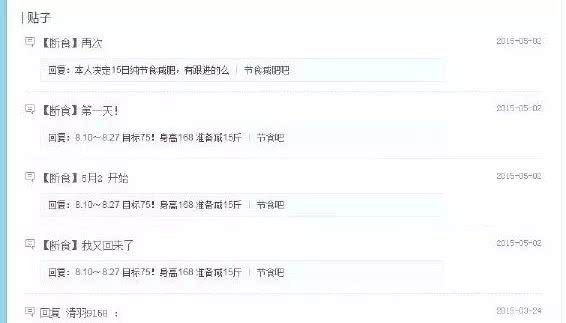 贴子
【断食】再次
2015-05-02
回复：本人决定15日纯节食减肥，有跟进的么 | 节食减肥吧
【断食】第一天！
2015-05-02
回复：8.10～8.27 目标75！身高168 准备减15斤 | 节食吧
【断食】5月2 开始
2015-05-02
回复：8.10～8.27 目标75！身高168 准备减15斤 | 节食吧
【断食】我又回来了
2015-05-02
回复：8.10～8.27 目标75！身高168 准备减15斤 | 节食吧
回复 清羽9168 ：
2015-03-24